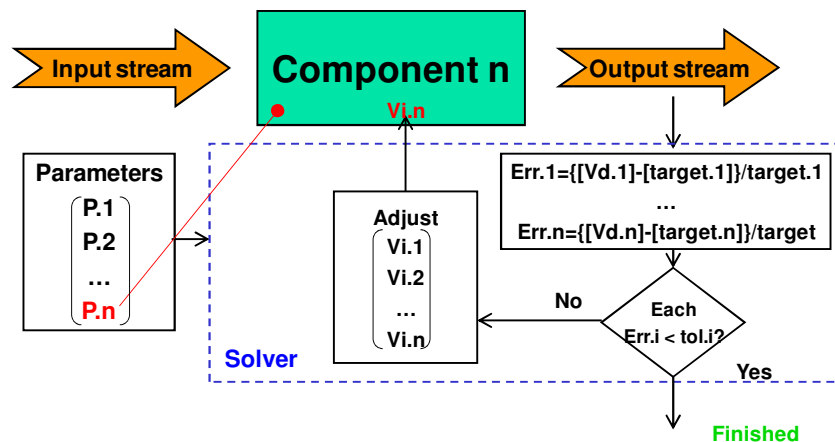 Input stream
Component n
Vi.n
Output stream
Parameters
P.1
P.2
...
P.n
Adjust
Vi.1
Vi.2
...
Vi.n
Err.1={[Vd.1]-[target.1]}/target.1
...
Err.n={[Vd.n]-[target.n]}/target
Each
Err.i < tol.i?
No
Yes
Solver
Finished